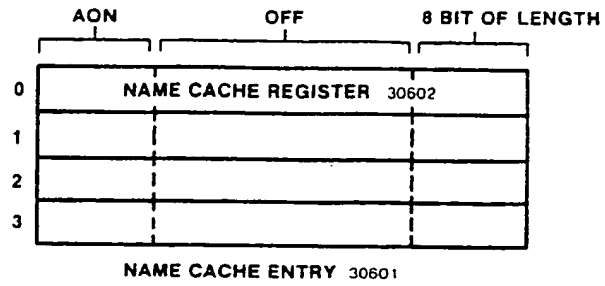 AON OFF 8 BIT OF LENGTH
0 NAME CACHE REGISTER 30602
1
2
3
NAME CACHE ENTRY 30601